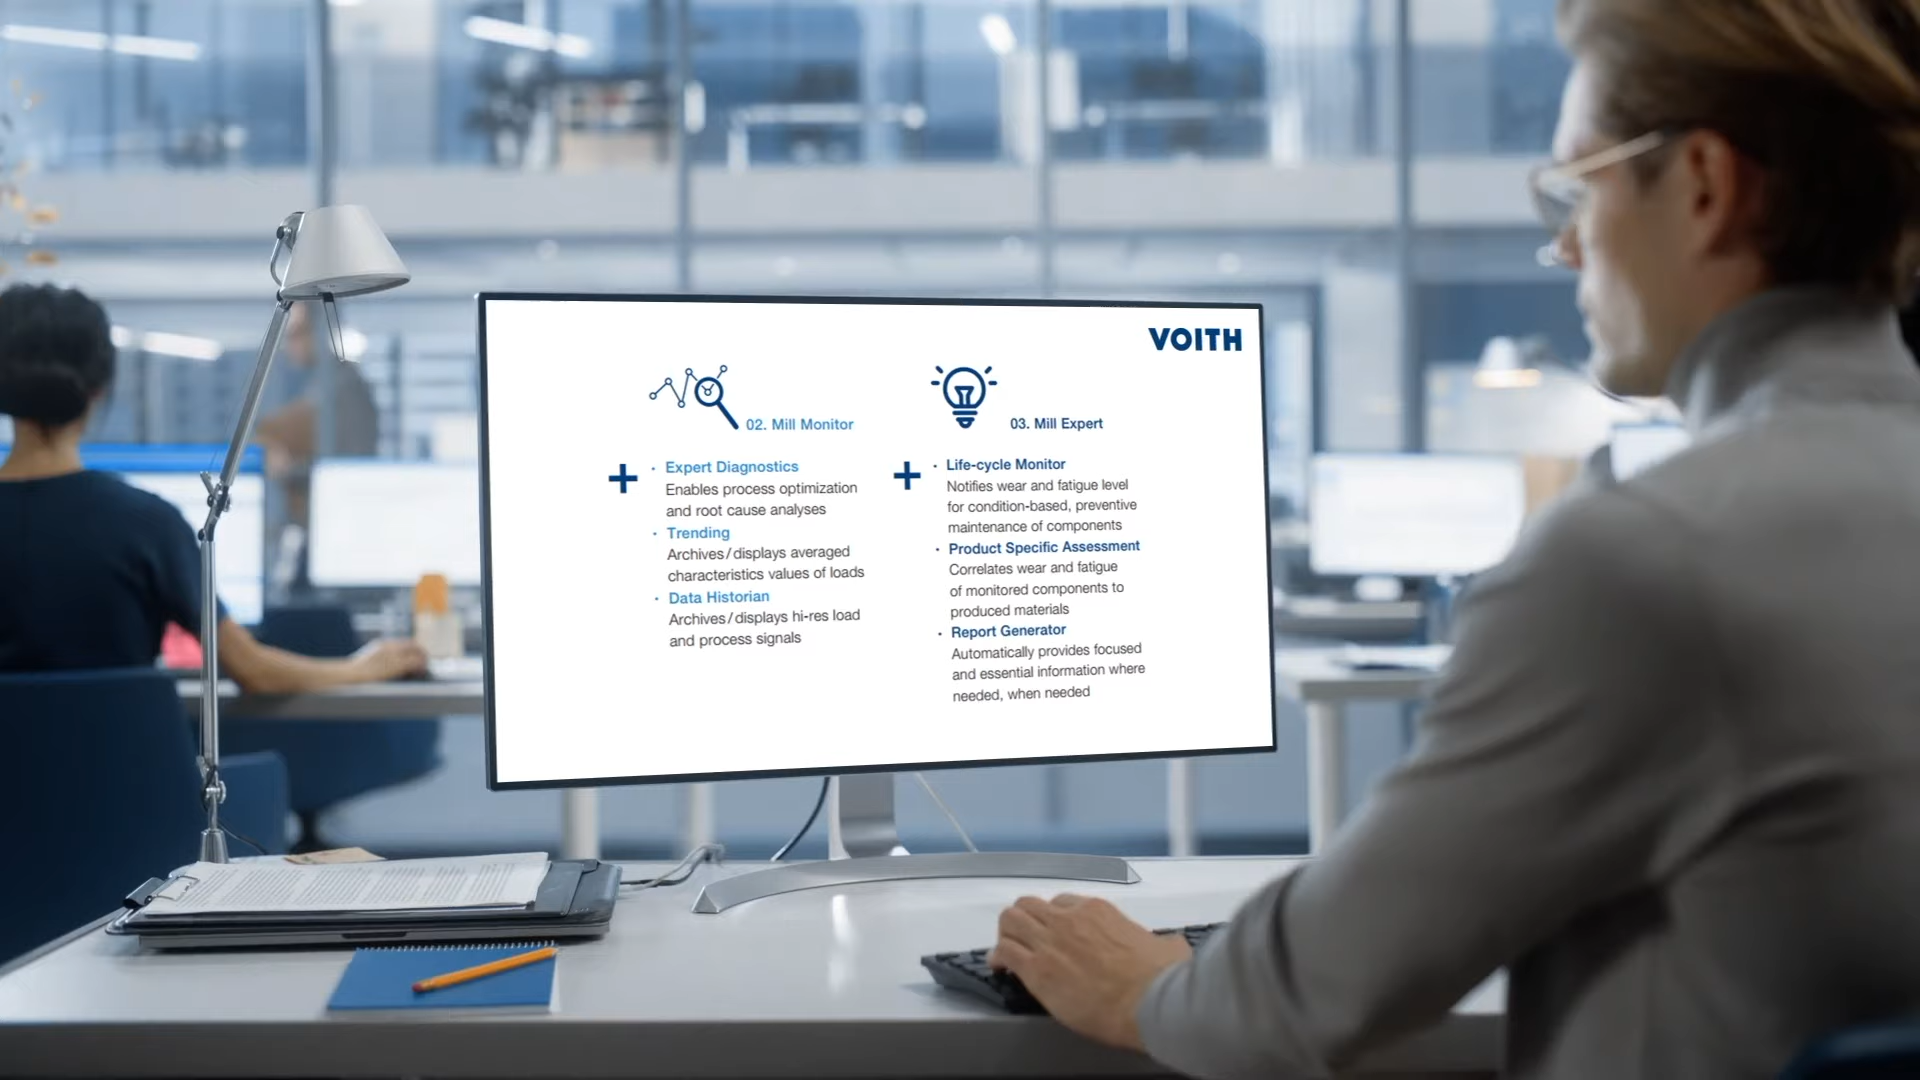 VOITH
02. Mill Monitor
• Expert Diagnostics
Enables process optimization
and root cause analyses
• Trending
Archives/displays averaged
characteristics values of loads
• Data Historian
Archives/displays hi-res load
and process signals
03. Mill Expert
• Life-cycle Monitor
Notifies wear and fatigue level
for condition-based, preventive
maintenance of components
• Product Specific Assessment
Correlates wear and fatigue
of monitored components to
produced materials
• Report Generator
Automatically provides focused
and essential information where
needed, when needed